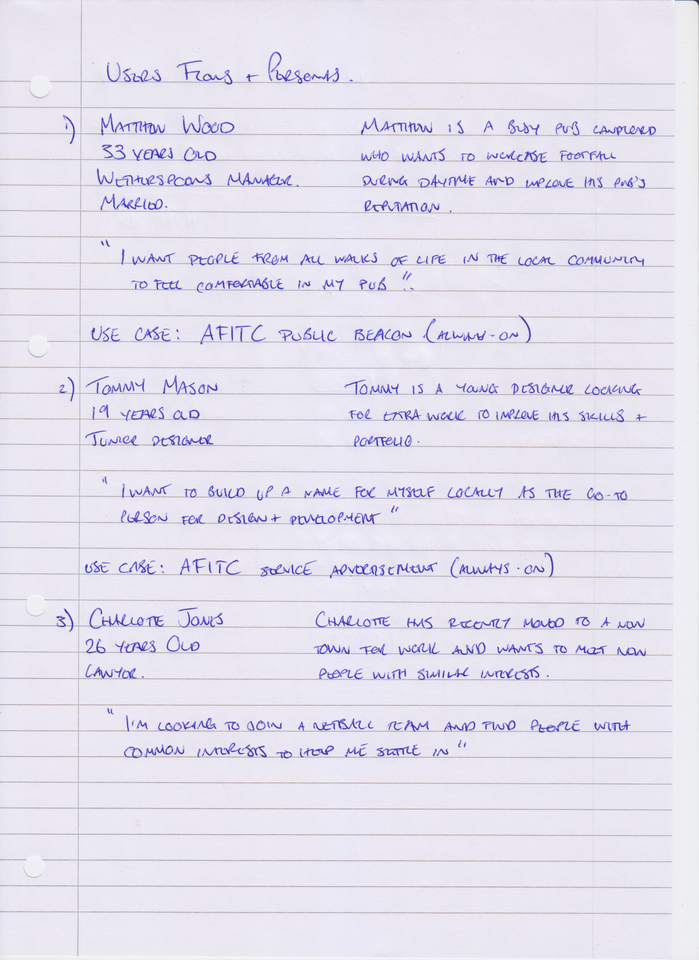 USERS FLOWS + PERSONAS.
1) MATTHEW WOOD
33 YEARS OLD
WETHERSPOONS MANAGER.
MARRIED.
MATTHEW IS A BUSY PUB LANDLORD
WHO WANTS TO INCREASE FOOTFALL
DURING DAYTIME AND IMPROVE HIS PUB'S
REPUTATION.
"I WANT PEOPLE FROM ALL WALKS OF LIFE IN THE LOCAL COMMUNITY
TO FEEL COMFORTABLE IN MY PUB".
USE CASE: AFITC PUBLIC BEACON (ALWAYS-ON)
2) TOMMY MASON
19 YEARS OLD
JUNIOR DESIGNER
TOMMY IS A YOUNG DESIGNER LOOKING
FOR EXTRA WORK TO IMPROVE HIS SKILLS +
PORTFOLIO.
"I WANT TO BUILD UP A NAME FOR MYSELF LOCALLY AS THE GO-TO
PERSON FOR DESIGN + DEVELOPMENT"
USE CASE: AFITC SERVICE ADVERTISEMENT (ALWAYS-ON)
3) CHARLOTTE JONES
26 YEARS OLD
LAWYER.
CHARLOTTE HAS RECENTLY MOVED TO A NEW
TOWN FOR WORK AND WANTS TO MEET NEW
PEOPLE WITH SIMILAR INTERESTS.
"I'M LOOKING TO JOIN A NETBALL TEAM AND FIND PEOPLE WITH
COMMON INTERESTS TO HELP ME SETTLE IN"